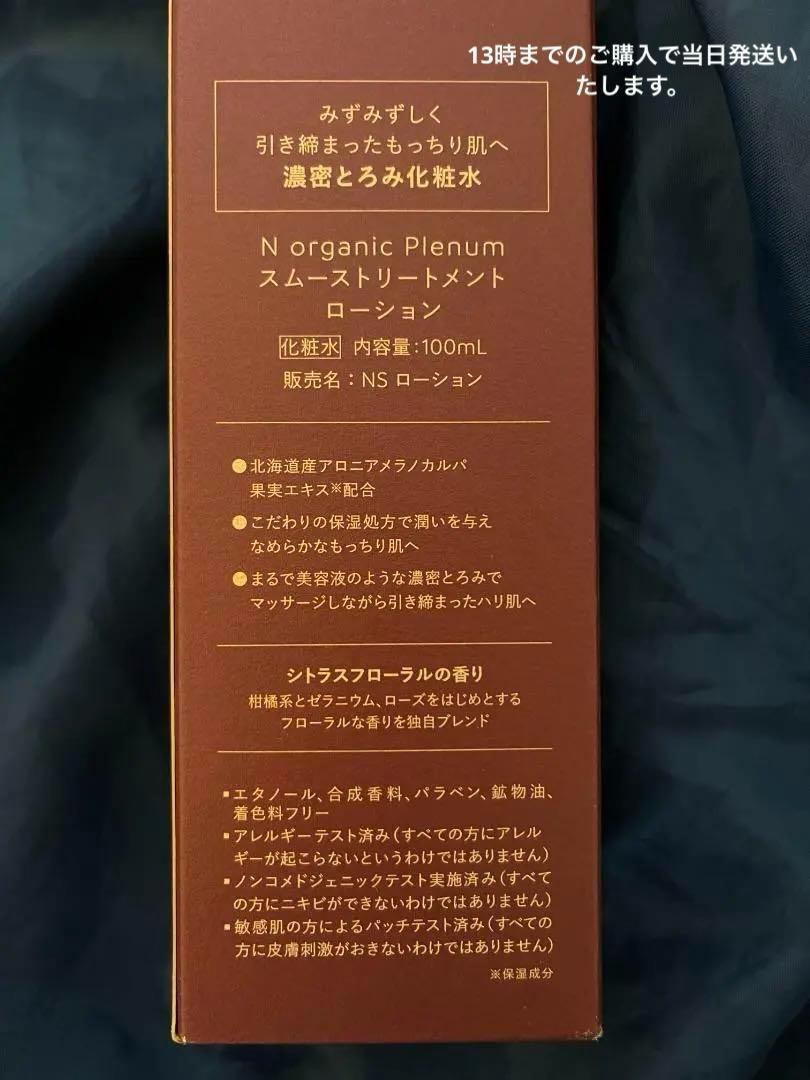 13時までのご購入で当日発送い
たします。
みずみずしく
引き締まったもっちり肌へ
濃密とろみ化粧水
N organic Plenum
スムーストリートメント
ローション
化粧水 内容量:100mL
販売名:NS ローション
●北海道産アロニアメラノカルパ
果実エキス※配合
●こだわりの保湿処方で潤いを与え
なめらかなもっちり肌へ
●まるで美容液のような濃密とろみで
マッサージしながら引き締まったハリ肌へ
シトラスフローラルの香り
柑橘系とゼラニウム、ローズをはじめとする
フローラルな香りを独自ブレンド
▪エタノール、合成香料、パラベン、鉱物油、
着色料フリー
▪アレルギーテスト済み(すべての方にアレル
ギーが起こらないというわけではありません)
▪ノンコメドジェニックテスト実施済み(すべて
の方にニキビができないわけではありません)
▪敏感肌の方によるパッチテスト済み(すべての
方に皮膚刺激がおきないわけではありません)
※保湿成分